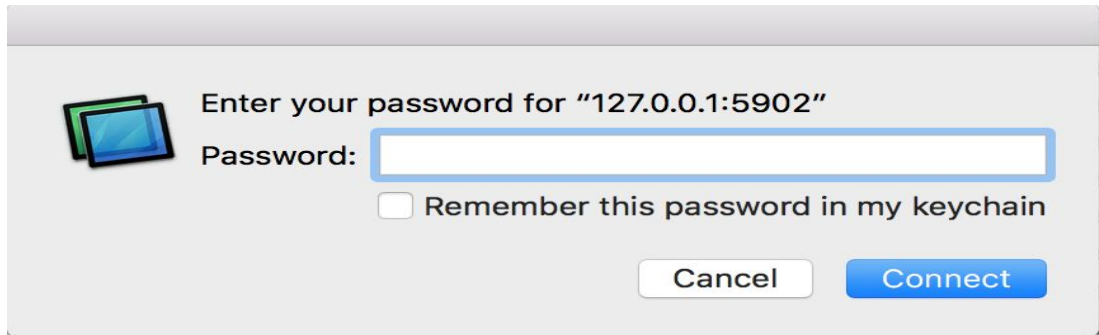 Enter your password for “127.0.0.1:5902”
Password:
Remember this password in my keychain
Cancel Connect